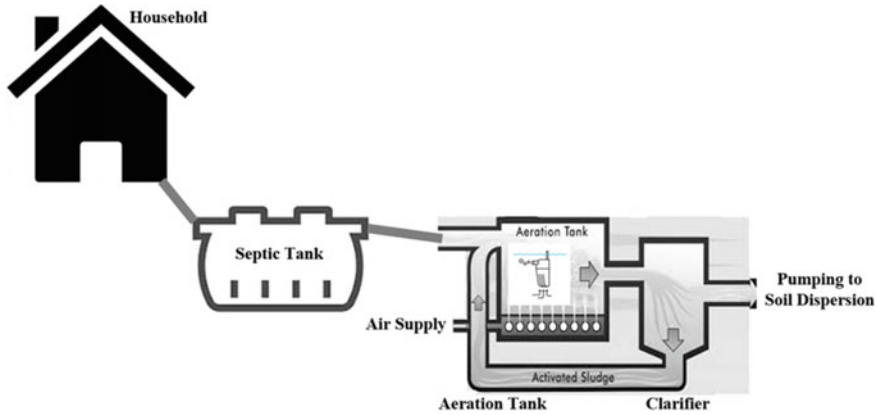 Household
Septic Tank
Aeration Tank
Air Supply
Pumping to
Soil Dispersion
Activated Sludge
Aeration Tank
Clarifier